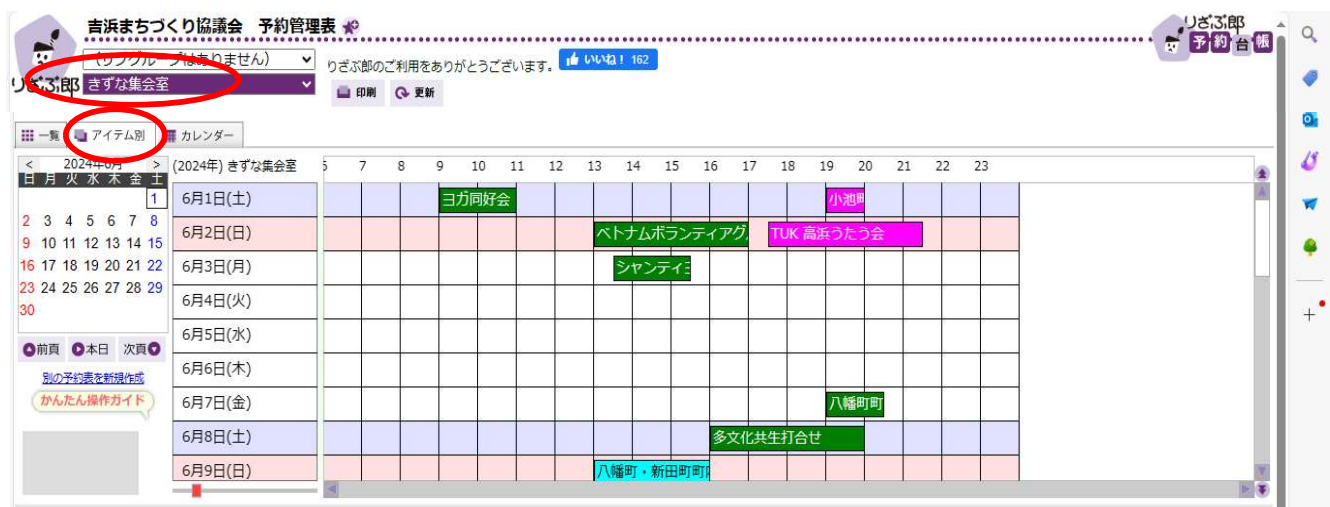 吉浜まちづくり協議会　予約管理表
りざぶ郎
予約台帳
りざぶ郎のご利用をありがとうございます。
いいね！ 162
りざぶ郎
きずな集会室
印刷 更新
一覧 アイテム別 カレンダー
< 2024年6月 >
日 月 火 水 木 金 土
1
2 3 4 5 6 7 8
9 10 11 12 13 14 15
16 17 18 19 20 21 22
23 24 25 26 27 28 29
30
前頁 本日 次頁
別の予約表を新規作成
かんたん操作ガイド
(2024年) きずな集会室 7 8 9 10 11 12 13 14 15 16 17 18 19 20 21 22 23
6月1日(土) ヨガ同好会 小池町
6月2日(日) ベトナムボランティアグ TUK 高浜うたう会
6月3日(月) シャンティヨ
6月4日(火)
6月5日(水)
6月6日(木)
6月7日(金) 八幡町町
6月8日(土) 多文化共生打合せ
6月9日(日) 八幡町・新田町町